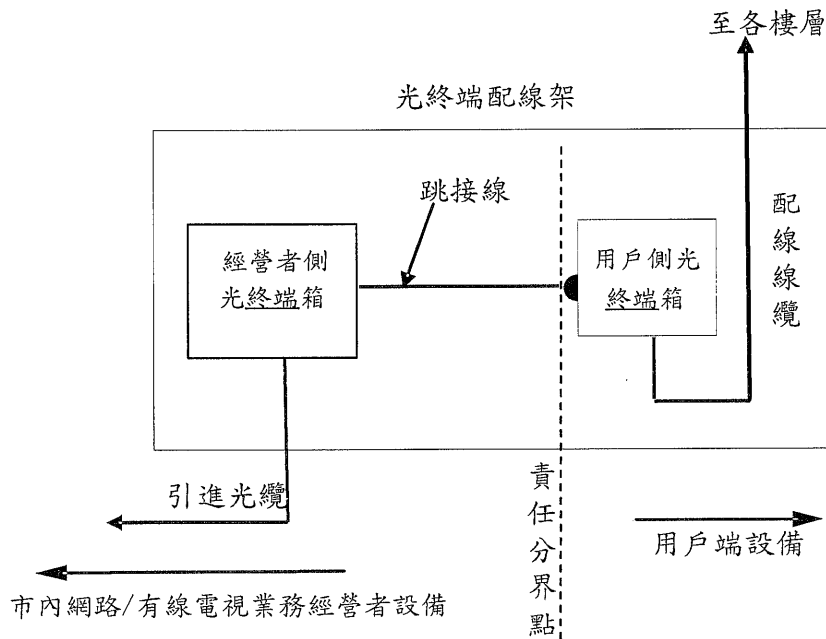 至各樓層
光終端配線架
跳接線
經營者側
光終端箱
用戶側光
終端箱
配線線纜
引進光纜
責任分界點
用戶端設備
市內網路/有線電視業務經營者設備